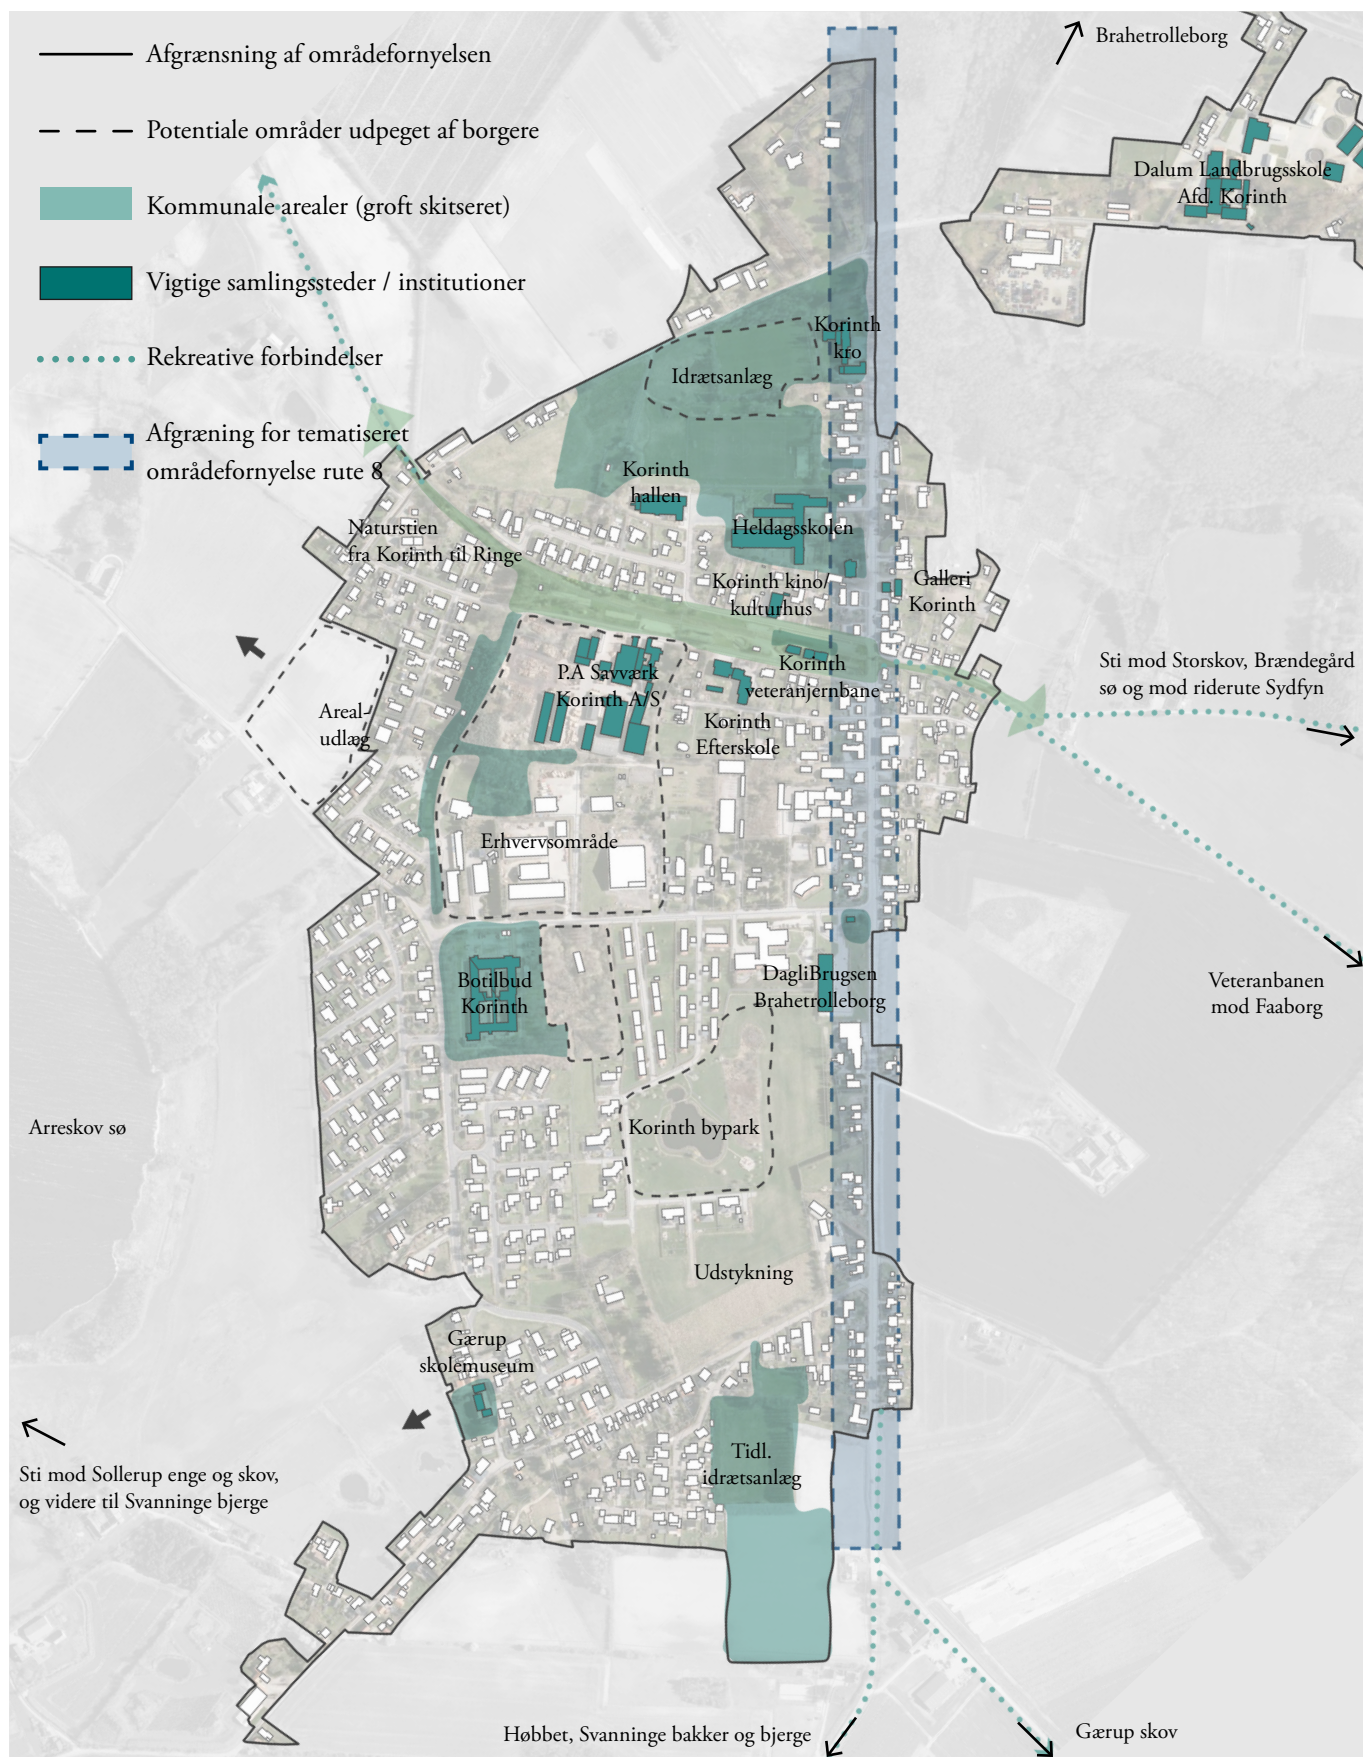 Afgrænsning af områdefornyelsen
Potentiale områder udpeget af borgere
Kommunale arealer (groft skitseret)
Vigtige samlingssteder / institutioner
Rekreative forbindelser
Afgræning for tematiseret
områdefornyelse rute 8
Brahetrolleborg
Dalum Landbrugsskole
Afd. Korinth
Korinth
kro
Idrætsanlæg
Korinth
hallen
Heldagsskolen
Naturstien
fra Korinth til Ringe
Korinth kino/
kulturhus
Galleri
Korinth
P.A Savværk
Korinth A/S
Korinth
veteranjernbane
Sti mod Storskov, Brændegård
sø og mod riderute Sydfyn
Areal-
udlæg
Korinth
Efterskole
Erhvervsområde
Botilbud
Korinth
DagliBrugsen
Brahetrolleborg
Veteranbanen
mod Faaborg
Arreskov sø
Korinth bypark
Udstykning
Gærup
skolemuseum
Tidl.
idrætsanlæg
Sti mod Sollerup enge og skov,
og videre til Svanninge bjerge
Høbbet, Svanninge bakker og bjerge
Gærup skov